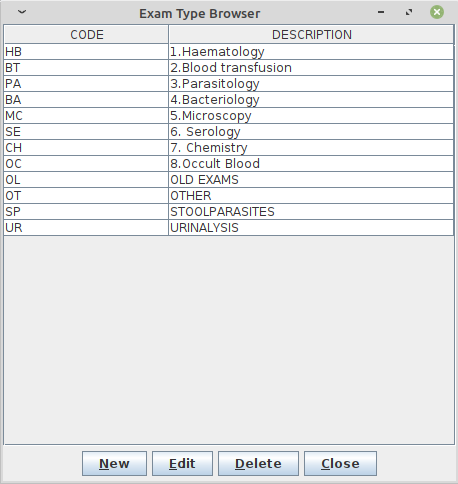 Exam Type Browser
CODE DESCRIPTION
HB 1.Haematology
BT 2.Blood transfusion
PA 3.Parasitology
BA 4.Bacteriology
MC 5.Microscopy
SE 6. Serology
CH 7. Chemistry
OC 8.Occult Blood
OL OLD EXAMS
OT OTHER
SP STOOLPARASITES
UR URINALYSIS
New Edit Delete Close